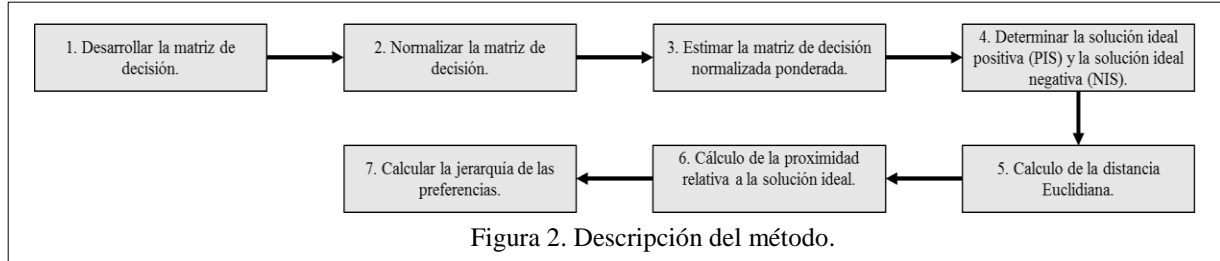 1. Desarrollar la matriz de
decisión.
2. Normalizar la matriz de
decisión.
3. Estimar la matriz de decisión
normalizada ponderada.
4. Determinar la solución ideal
positiva (PIS) y la solución ideal
negativa (NIS).
5. Calculo de la distancia
Euclidiana.
6. Cálculo de la proximidad
relativa a la solución ideal.
7. Calcular la jerarquía de las
preferencias.
Figura 2. Descripción del método.